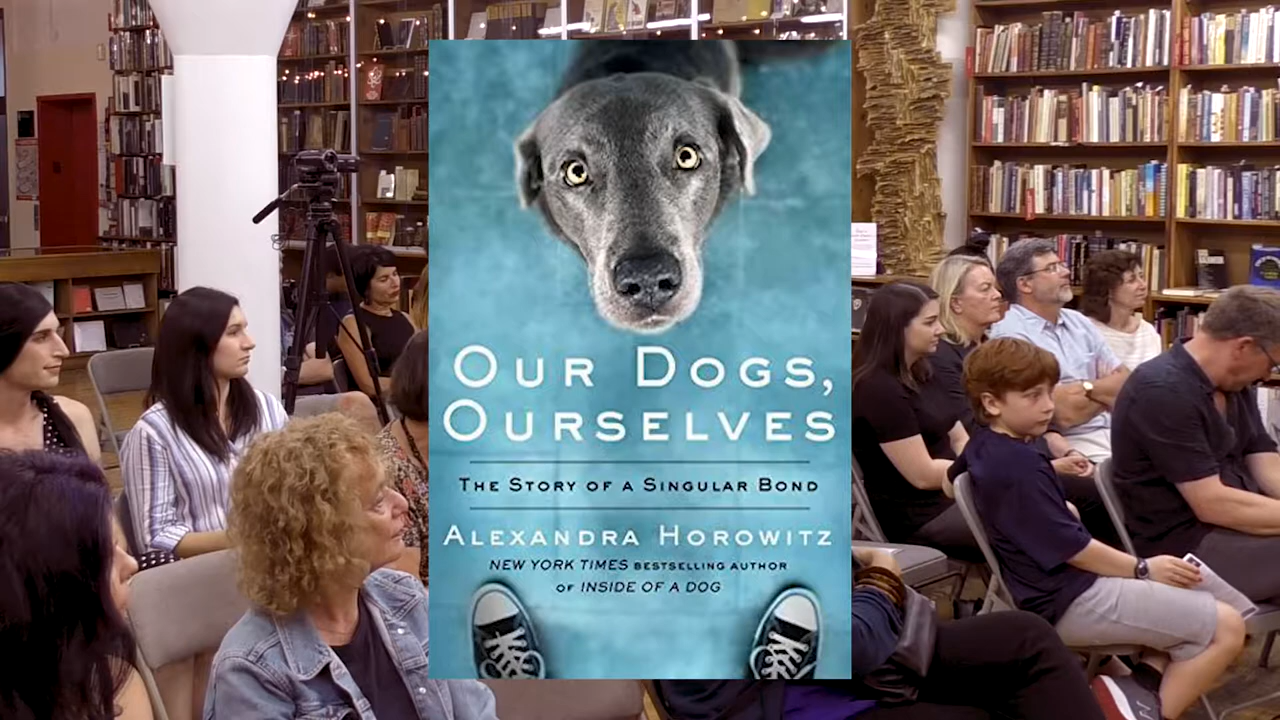 OUR DOGS,
OURSELVES
THE STORY OF A SINGULAR BOND
ALEXANDRA HOROWITZ
NEW YORK TIMES BESTSELLING AUTHOR
OF INSIDE OF A DOG